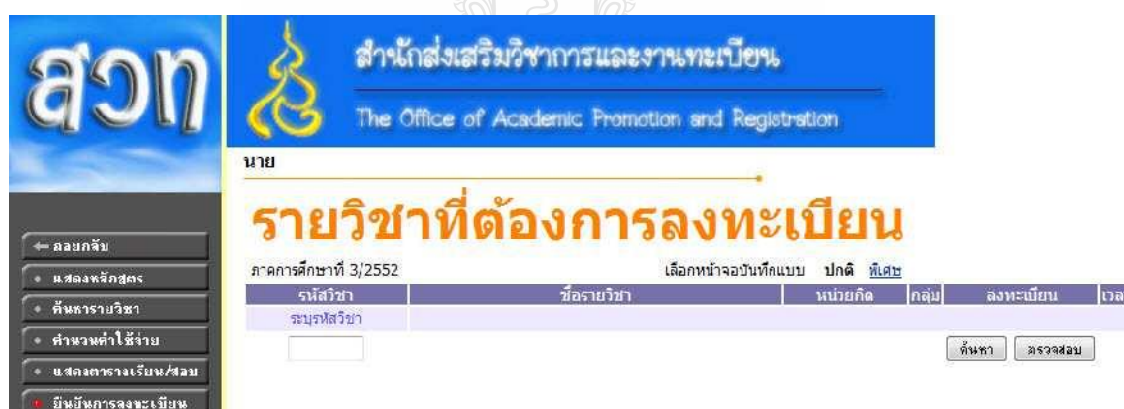 สวท
สำนักส่งเสริมวิชาการและงานทะเบียน
The Office of Academic Promotion and Registration
นาย
รายวิชาที่ต้องการลงทะเบียน
ถอยกลับ
แสดงหลักสูตร
ค้นหารายวิชา
คำนวณค่าใช้จ่าย
แสดงตารางเรียน/สอบ
ยืนยันการลงทะเบียน
ภาคการศึกษาที่ 3/2552 เลือกหน้าจอบันทึกแบบ ปกติ พิเศษ
รหัสวิชา ชื่อรายวิชา หน่วยกิต กลุ่ม ลงทะเบียน เวล
ระบุรหัสวิชา
ค้นหา ตรวจสอบ